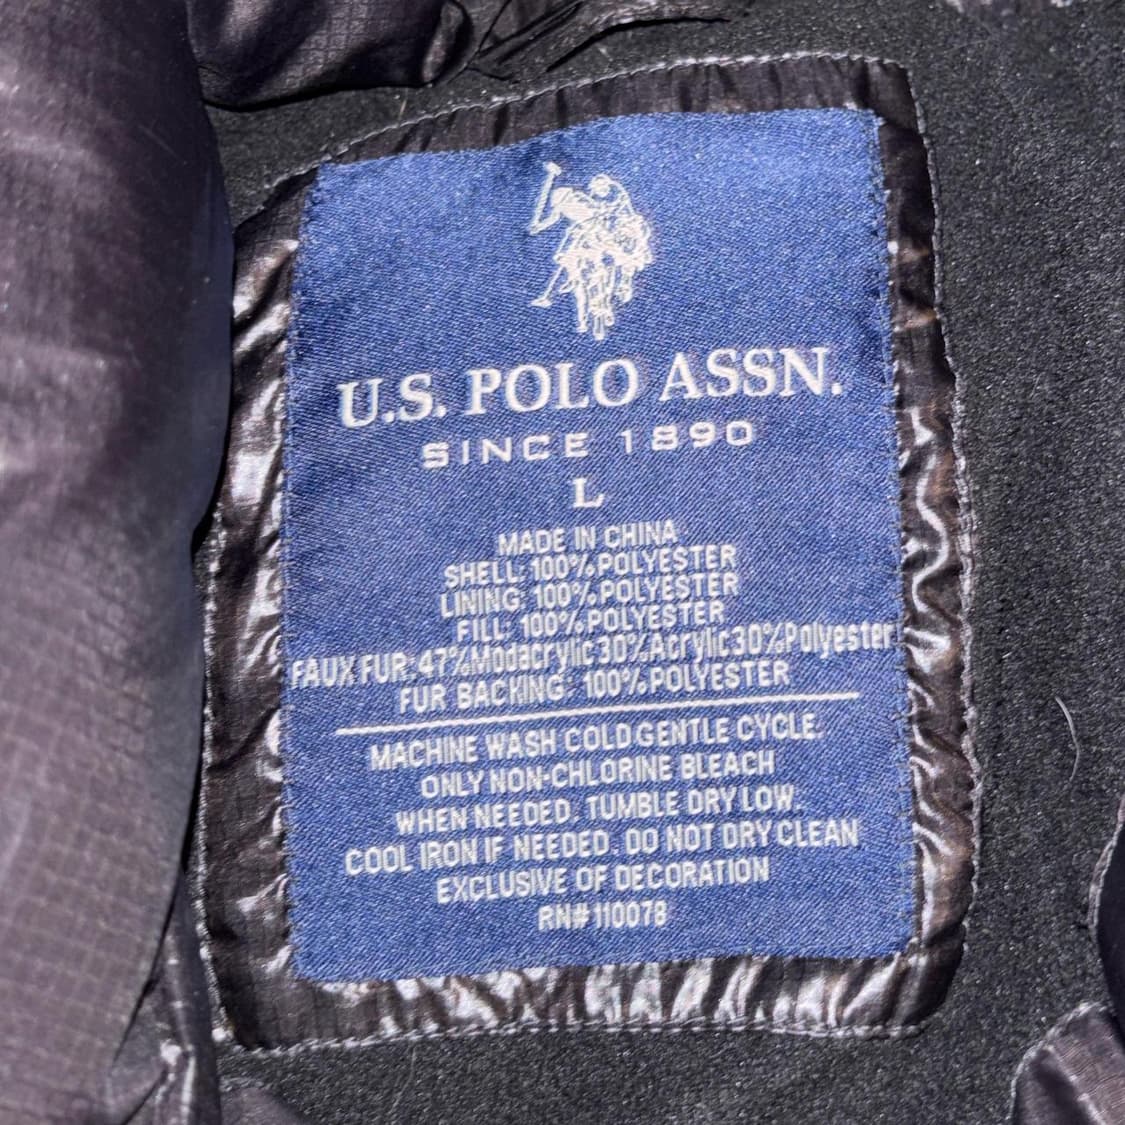 U.S. POLO ASSN.
SINCE 1890
L
MADE IN CHINA
SHELL: 100% POLYESTER
LINING: 100% POLYESTER
FILL: 100% POLYESTER
FAUX FUR: 47%Modacrylic 30%Acrylic 30%Polyester
FUR BACKING: 100% POLYESTER
MACHINE WASH COLD GENTLE CYCLE.
ONLY NON-CHLORINE BLEACH
WHEN NEEDED. TUMBLE DRY LOW.
COOL IRON IF NEEDED. DO NOT DRY CLEAN
EXCLUSIVE OF DECORATION
RN# 110078